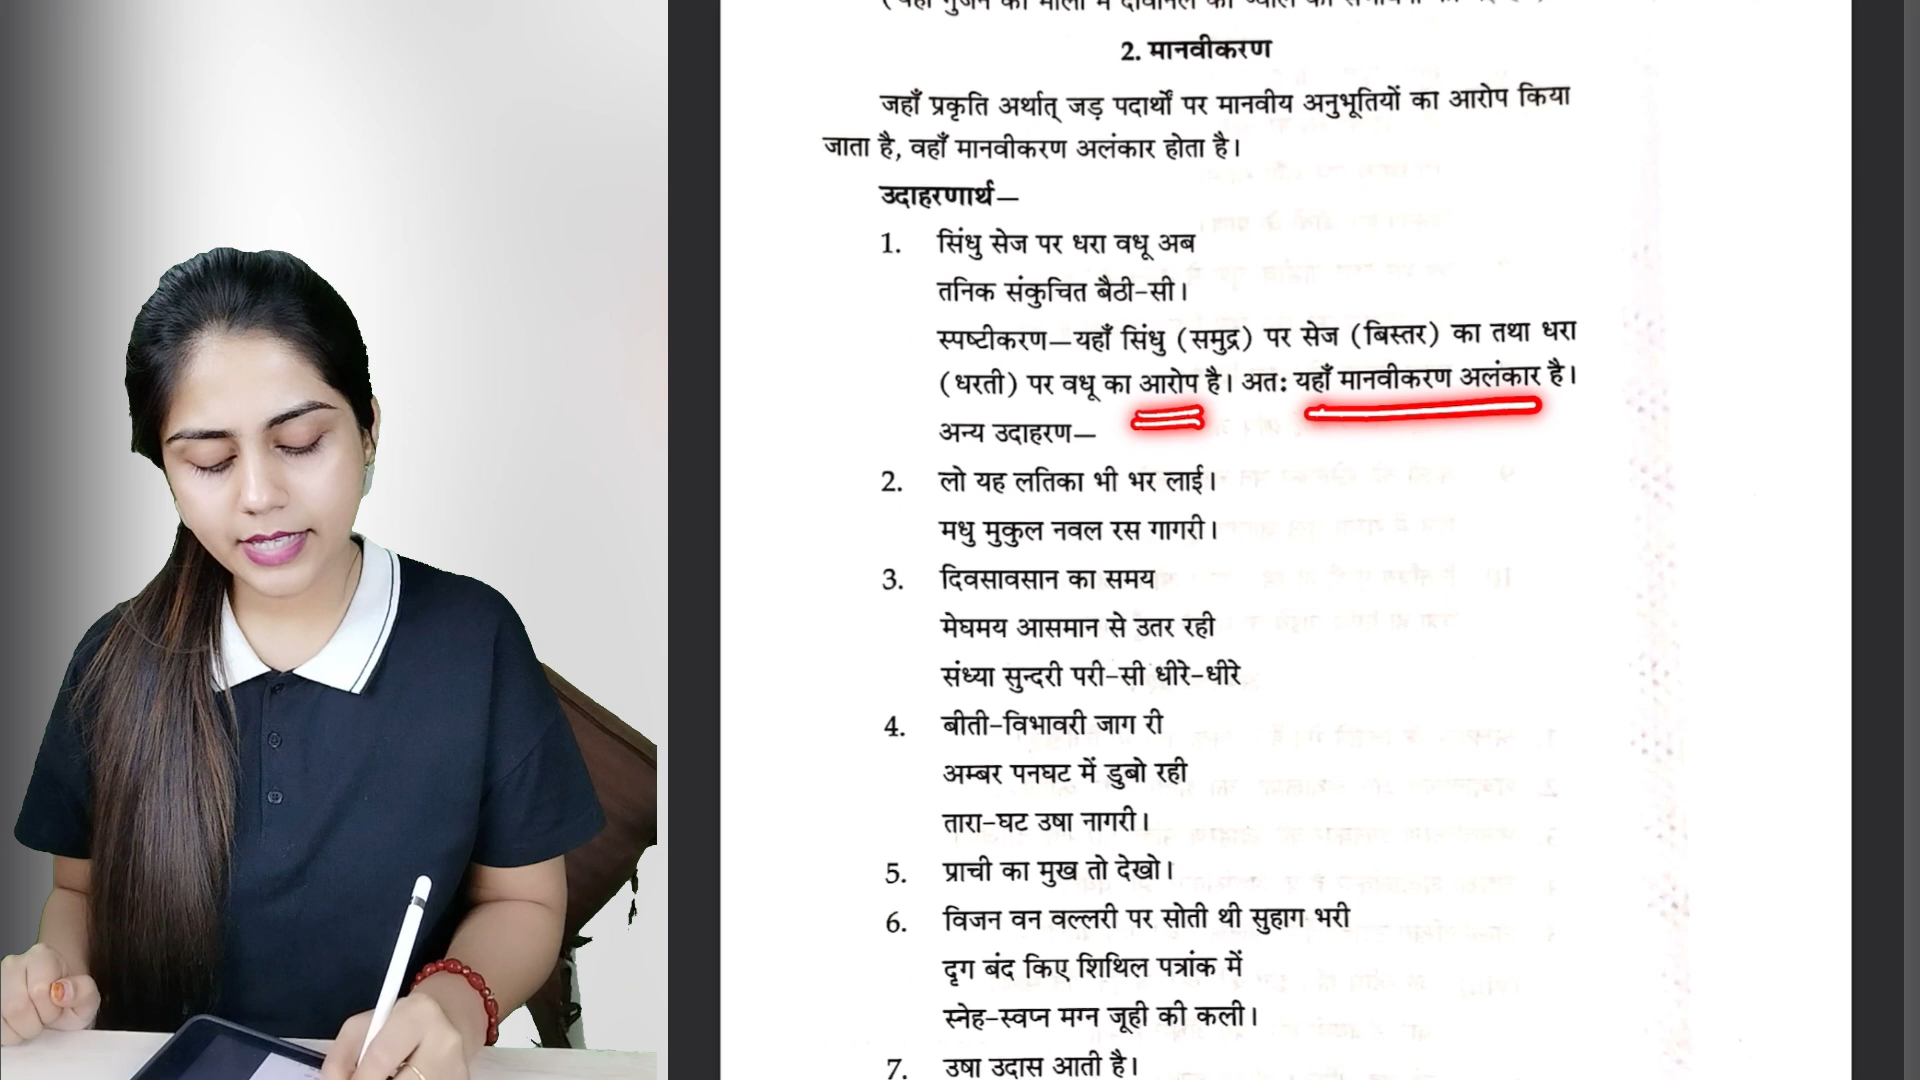 2. मानवीकरण
जहाँ प्रकृति अर्थात् जड़ पदार्थों पर मानवीय अनुभूतियों का आरोप किया
जाता है, वहाँ मानवीकरण अलंकार होता है।
उदाहरणार्थ—
1. सिंधु सेज पर धरा वधू अब
तनिक संकुचित बैठी-सी।
स्पष्टीकरण—यहाँ सिंधु (समुद्र) पर सेज (बिस्तर) का तथा धरा
(धरती) पर वधू का आरोप है। अत: यहाँ मानवीकरण अलंकार है।
अन्य उदाहरण—
2. लो यह लतिका भी भर लाई।
मधु मुकुल नवल रस गागरी।
3. दिवसावसान का समय
मेघमय आसमान से उतर रही
संध्या सुन्दरी परी-सी धीरे-धीरे
4. बीती-विभावरी जाग री
अम्बर पनघट में डुबो रही
तारा-घट उषा नागरी।
5. प्राची का मुख तो देखो।
6. विजन वन वल्लरी पर सोती थी सुहाग भरी
दृग बंद किए शिथिल पत्रांक में
स्नेह-स्वप्न मग्न जूही की कली।
7. उषा उदास आती है।